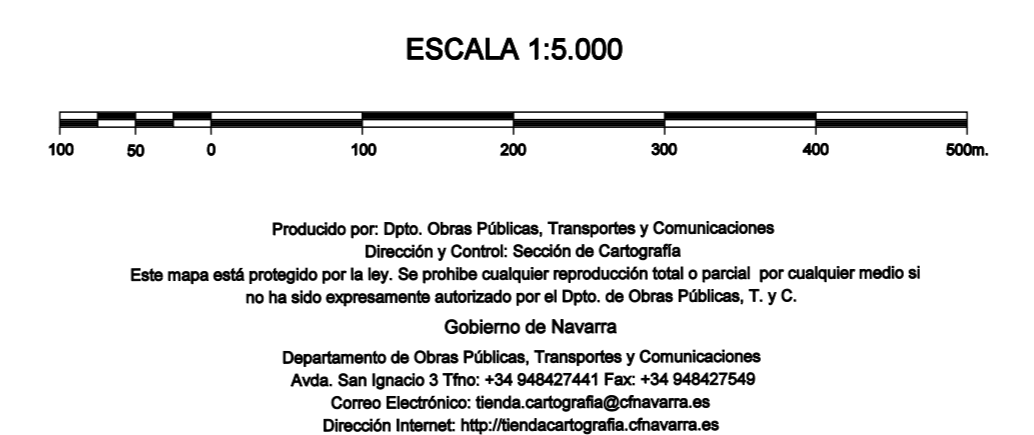 ESCALA 1:5.000
100 50 0 100 200 300 400 500m.
Producido por: Dpto. Obras Públicas, Transportes y Comunicaciones
Dirección y Control: Sección de Cartografía
Este mapa está protegido por la ley. Se prohibe cualquier reproducción total o parcial por cualquier medio si
no ha sido expresamente autorizado por el Dpto. de Obras Públicas, T. y C.
Gobierno de Navarra
Departamento de Obras Públicas, Transportes y Comunicaciones
Avda. San Ignacio 3 Tfno: +34 948427441 Fax: +34 948427549
Correo Electrónico: tienda.cartografia@cfnavarra.es
Dirección Internet: http://tiendacartografia.cfnavarra.es